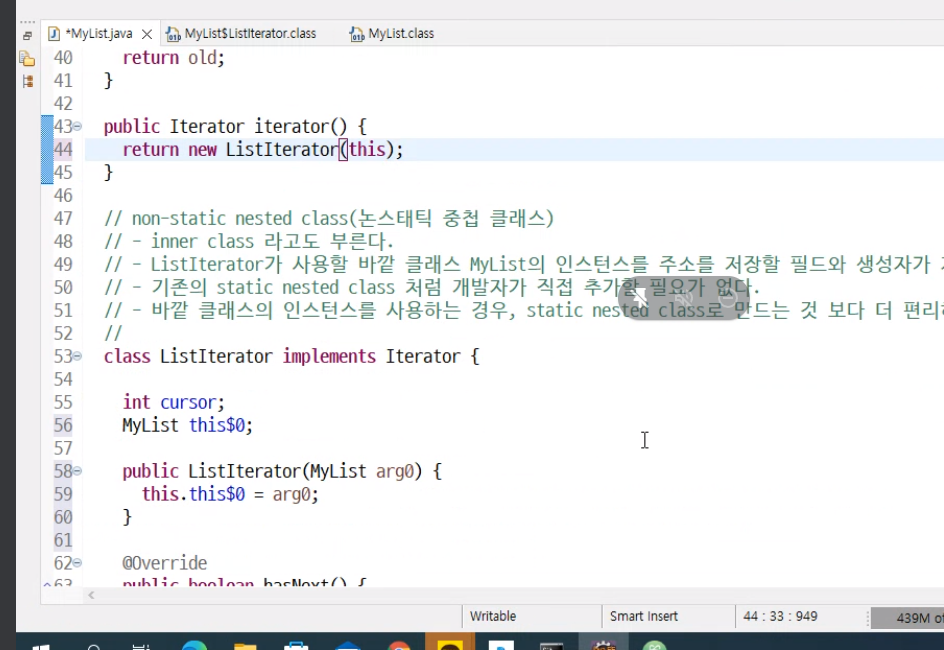 *MyList.java
MyList$ListIterator.class
MyList.class
40 return old;
41 }
42
43 public Iterator iterator() {
44 return new ListIterator(this);
45 }
46
47 // non-static nested class(논스태틱 중첩 클래스)
48 // - inner class 라고도 부른다.
49 // - ListIterator가 사용할 바깥 클래스 MyList의 인스턴스를 주소를 저장할 필드와 생성자가
50 // - 기존의 static nested class 처럼 개발자가 직접 추가할 필요가 없다.
51 // - 바깥 클래스의 인스턴스를 사용하는 경우, static nested class로 만드는 것 보다 더
52 //
53 class ListIterator implements Iterator {
54
55 int cursor;
56 MyList this$0;
57
58 public ListIterator(MyList arg0) {
59 this.this$0 = arg0;
60 }
61
62 @Override
63 public boolean hasNext() {
Writable
Smart Insert
44 : 33 : 949
439M of